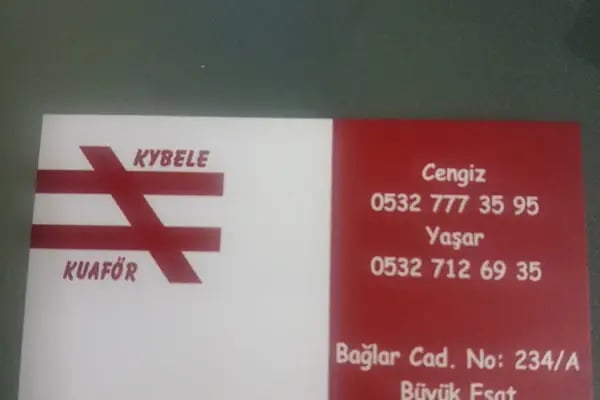 KYBELE
KUAFÖR
Cengiz
0532 777 35 95
Yaşar
0532 712 69 35
Bağlar Cad. No: 234/A
Büyük Esat